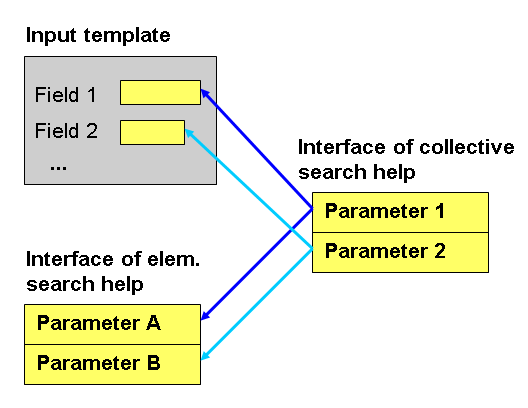 Input template
Field 1
Field 2
...
Interface of collective
search help
Parameter 1
Parameter 2
Interface of elem.
search help
Parameter A
Parameter B